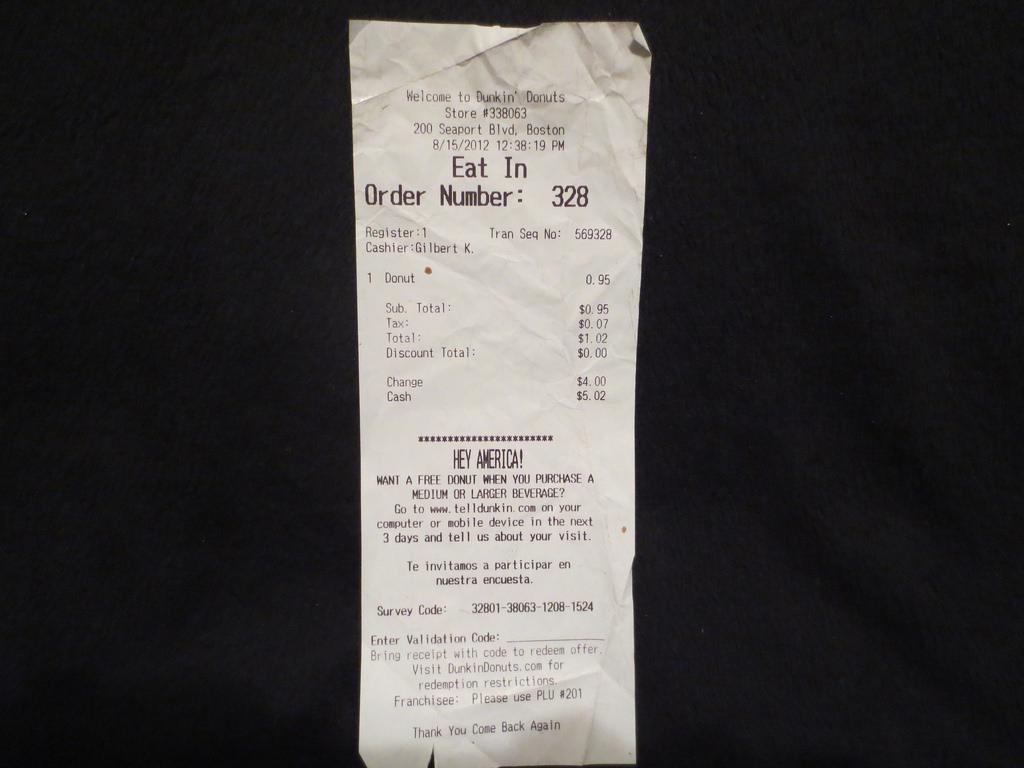 Welcome to Dunkin' Donuts
Store #338063
200 Seaport Blvd, Boston
8/15/2012 12:38:19 PM
Eat In
Order Number: 328
Register:1 Tran Seq No: 569328
Cashier:Gilbert K.
1 Donut 0.95
Sub. Total: $0.95
Tax: $0.07
Total: $1.02
Discount Total: $0.00
Change $4.00
Cash $5.02
***********************
HEY AMERICA!
WANT A FREE DONUT WHEN YOU PURCHASE A
MEDIUM OR LARGER BEVERAGE?
Go to www.telldunkin.com on your
computer or mobile device in the next
3 days and tell us about your visit.
Te invitamos a participar en
nuestra encuesta.
Survey Code: 32801-38063-1208-1524
Enter Validation Code: ______________
Bring receipt with code to redeem offer.
Visit DunkinDonuts.com for
redemption restrictions.
Franchisee: Please use PLU #201
Thank You Come Back Again